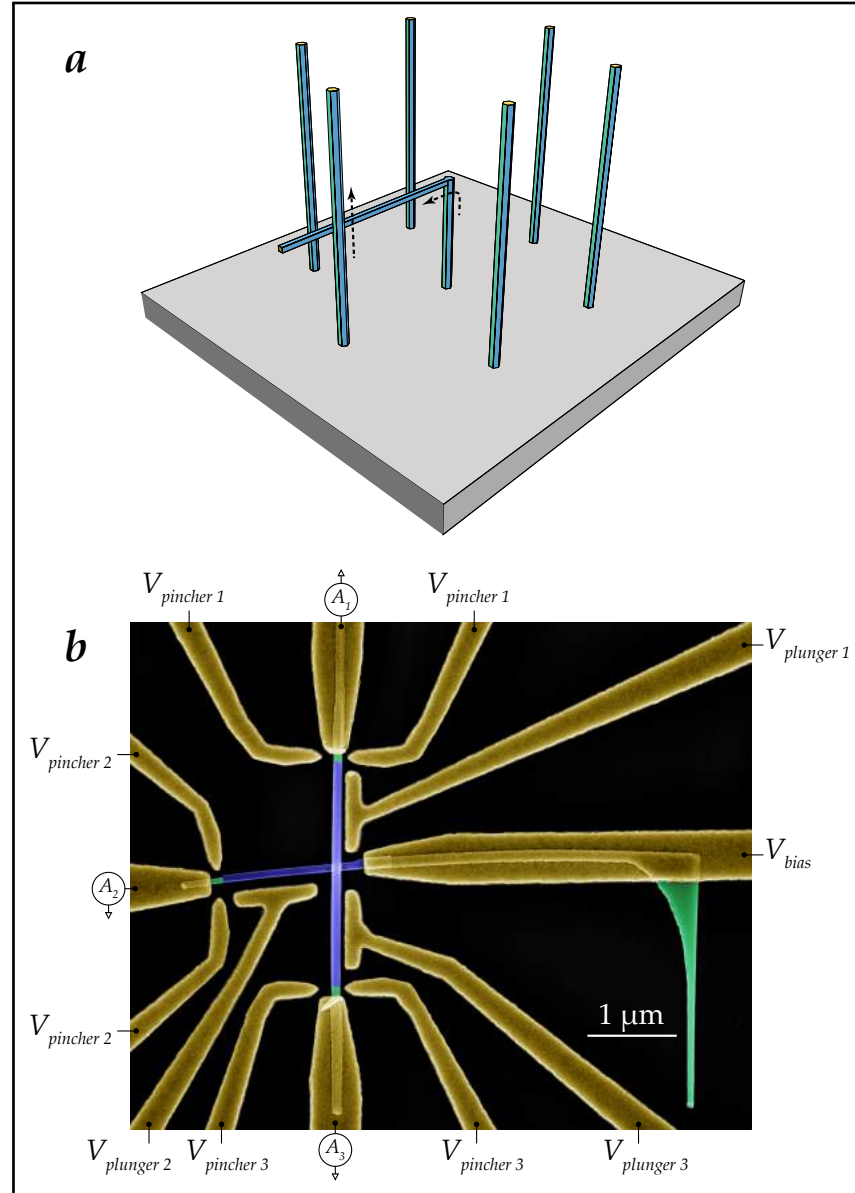 a
V pincher 1
A1
V pincher 1
b
V plunger 1
V pincher 2
V bias
A2
1 μm
V pincher 2
V plunger 2
V pincher 3
A3
V pincher 3
V plunger 3